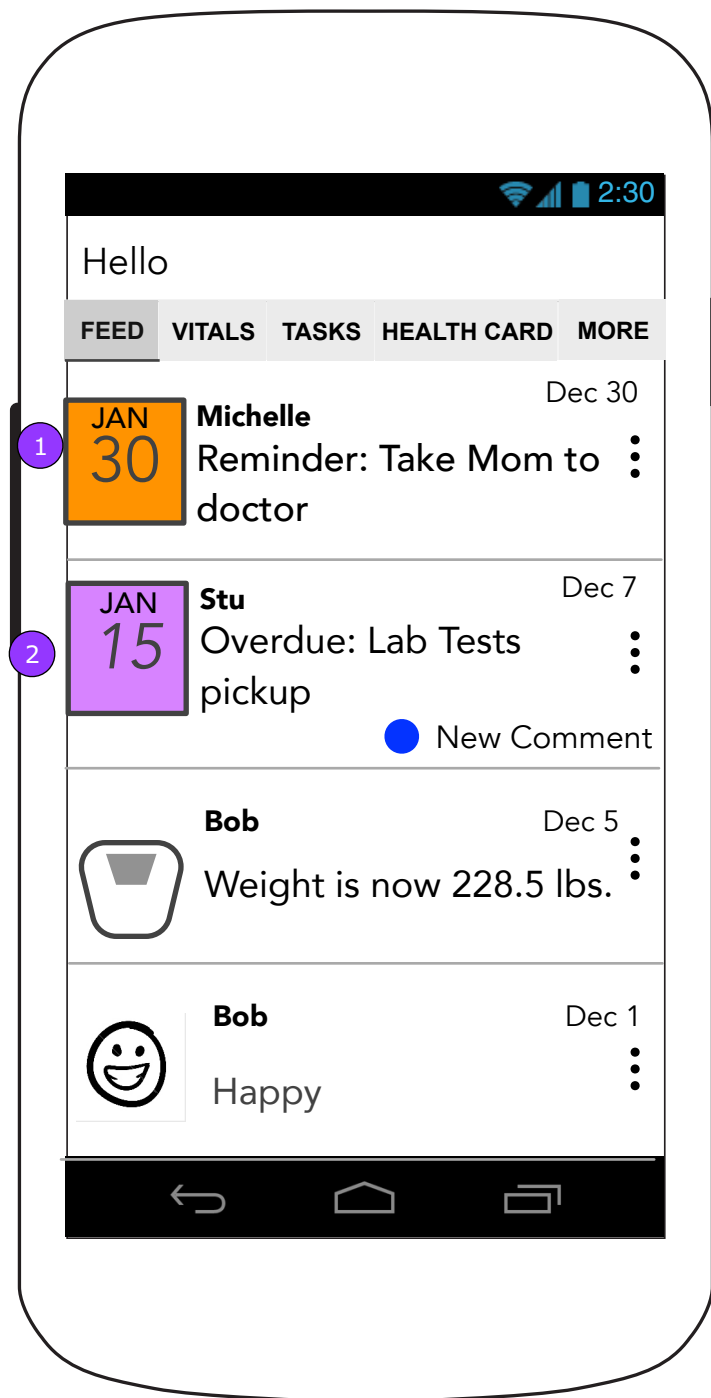 2:30
Hello
FEED VITALS TASKS HEALTH CARD MORE
Dec 30
1
JAN
30
Michelle
Reminder: Take Mom to
doctor
Dec 7
2
JAN
15
Stu
Overdue: Lab Tests
pickup
New Comment
Bob
Dec 5
Weight is now 228.5 lbs.
Bob
Dec 1
Happy